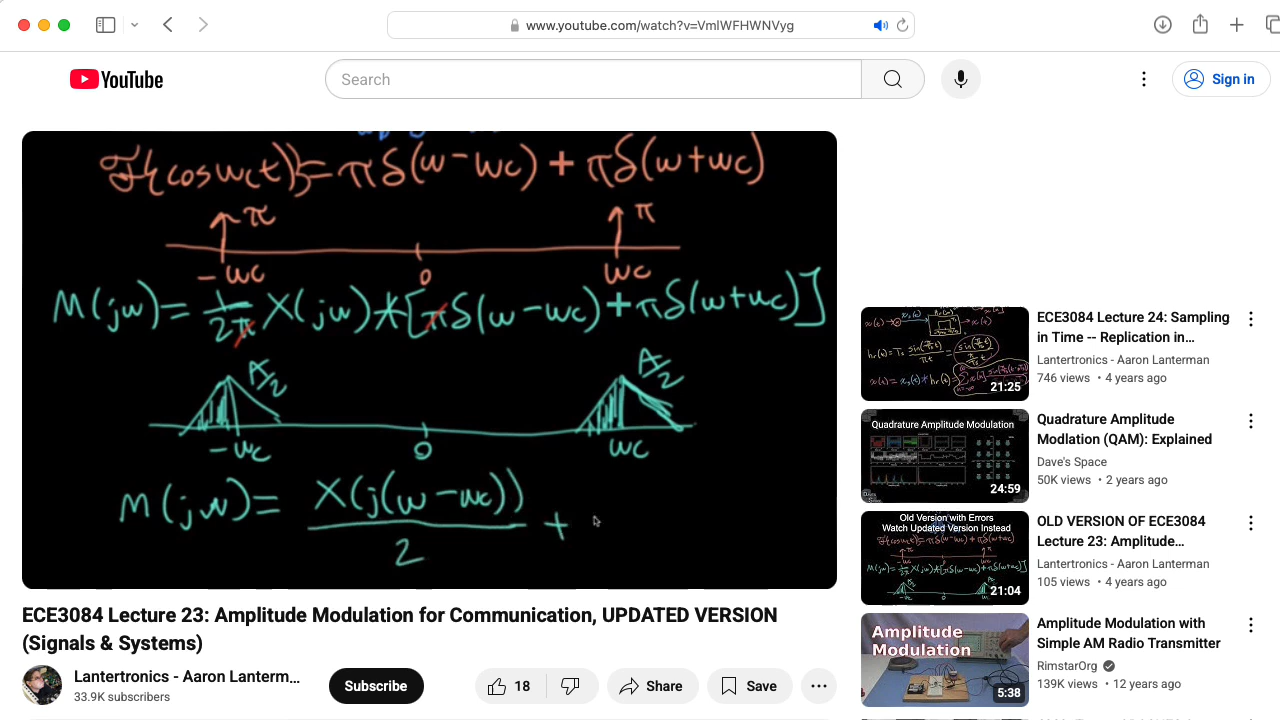 www.youtube.com/watch?v=VmlWFHWNVyg
YouTube
Search
Sign in
F{cos wct)}=πδ(w-wc) + πδ(w+wc)
π π
-wc 0 wc
M(jw)= 1/2π X(jw)*[πδ(w-wc)+πδ(w+wc)]
A/2 A/2
-wc 0 wc
M(jw)= X(j(w-wc))/2 +
ECE3084 Lecture 23: Amplitude Modulation for Communication, UPDATED VERSION
(Signals & Systems)
Lantertronics - Aaron Lanterm...
33.9K subscribers
Subscribe
18
Share
Save
21:25
ECE3084 Lecture 24: Sampling
in Time -- Replication in...
Lantertronics - Aaron Lanterman
746 views • 4 years ago
Quadrature Amplitude Modulation
24:59
Quadrature Amplitude
Modlation (QAM): Explained
Dave's Space
50K views • 2 years ago
Old Version with Errors
Watch Updated Version Instead
21:04
OLD VERSION OF ECE3084
Lecture 23: Amplitude...
Lantertronics - Aaron Lanterman
105 views • 4 years ago
Amplitude
Modulation
5:38
Amplitude Modulation with
Simple AM Radio Transmitter
RimstarOrg
139K views • 12 years ago